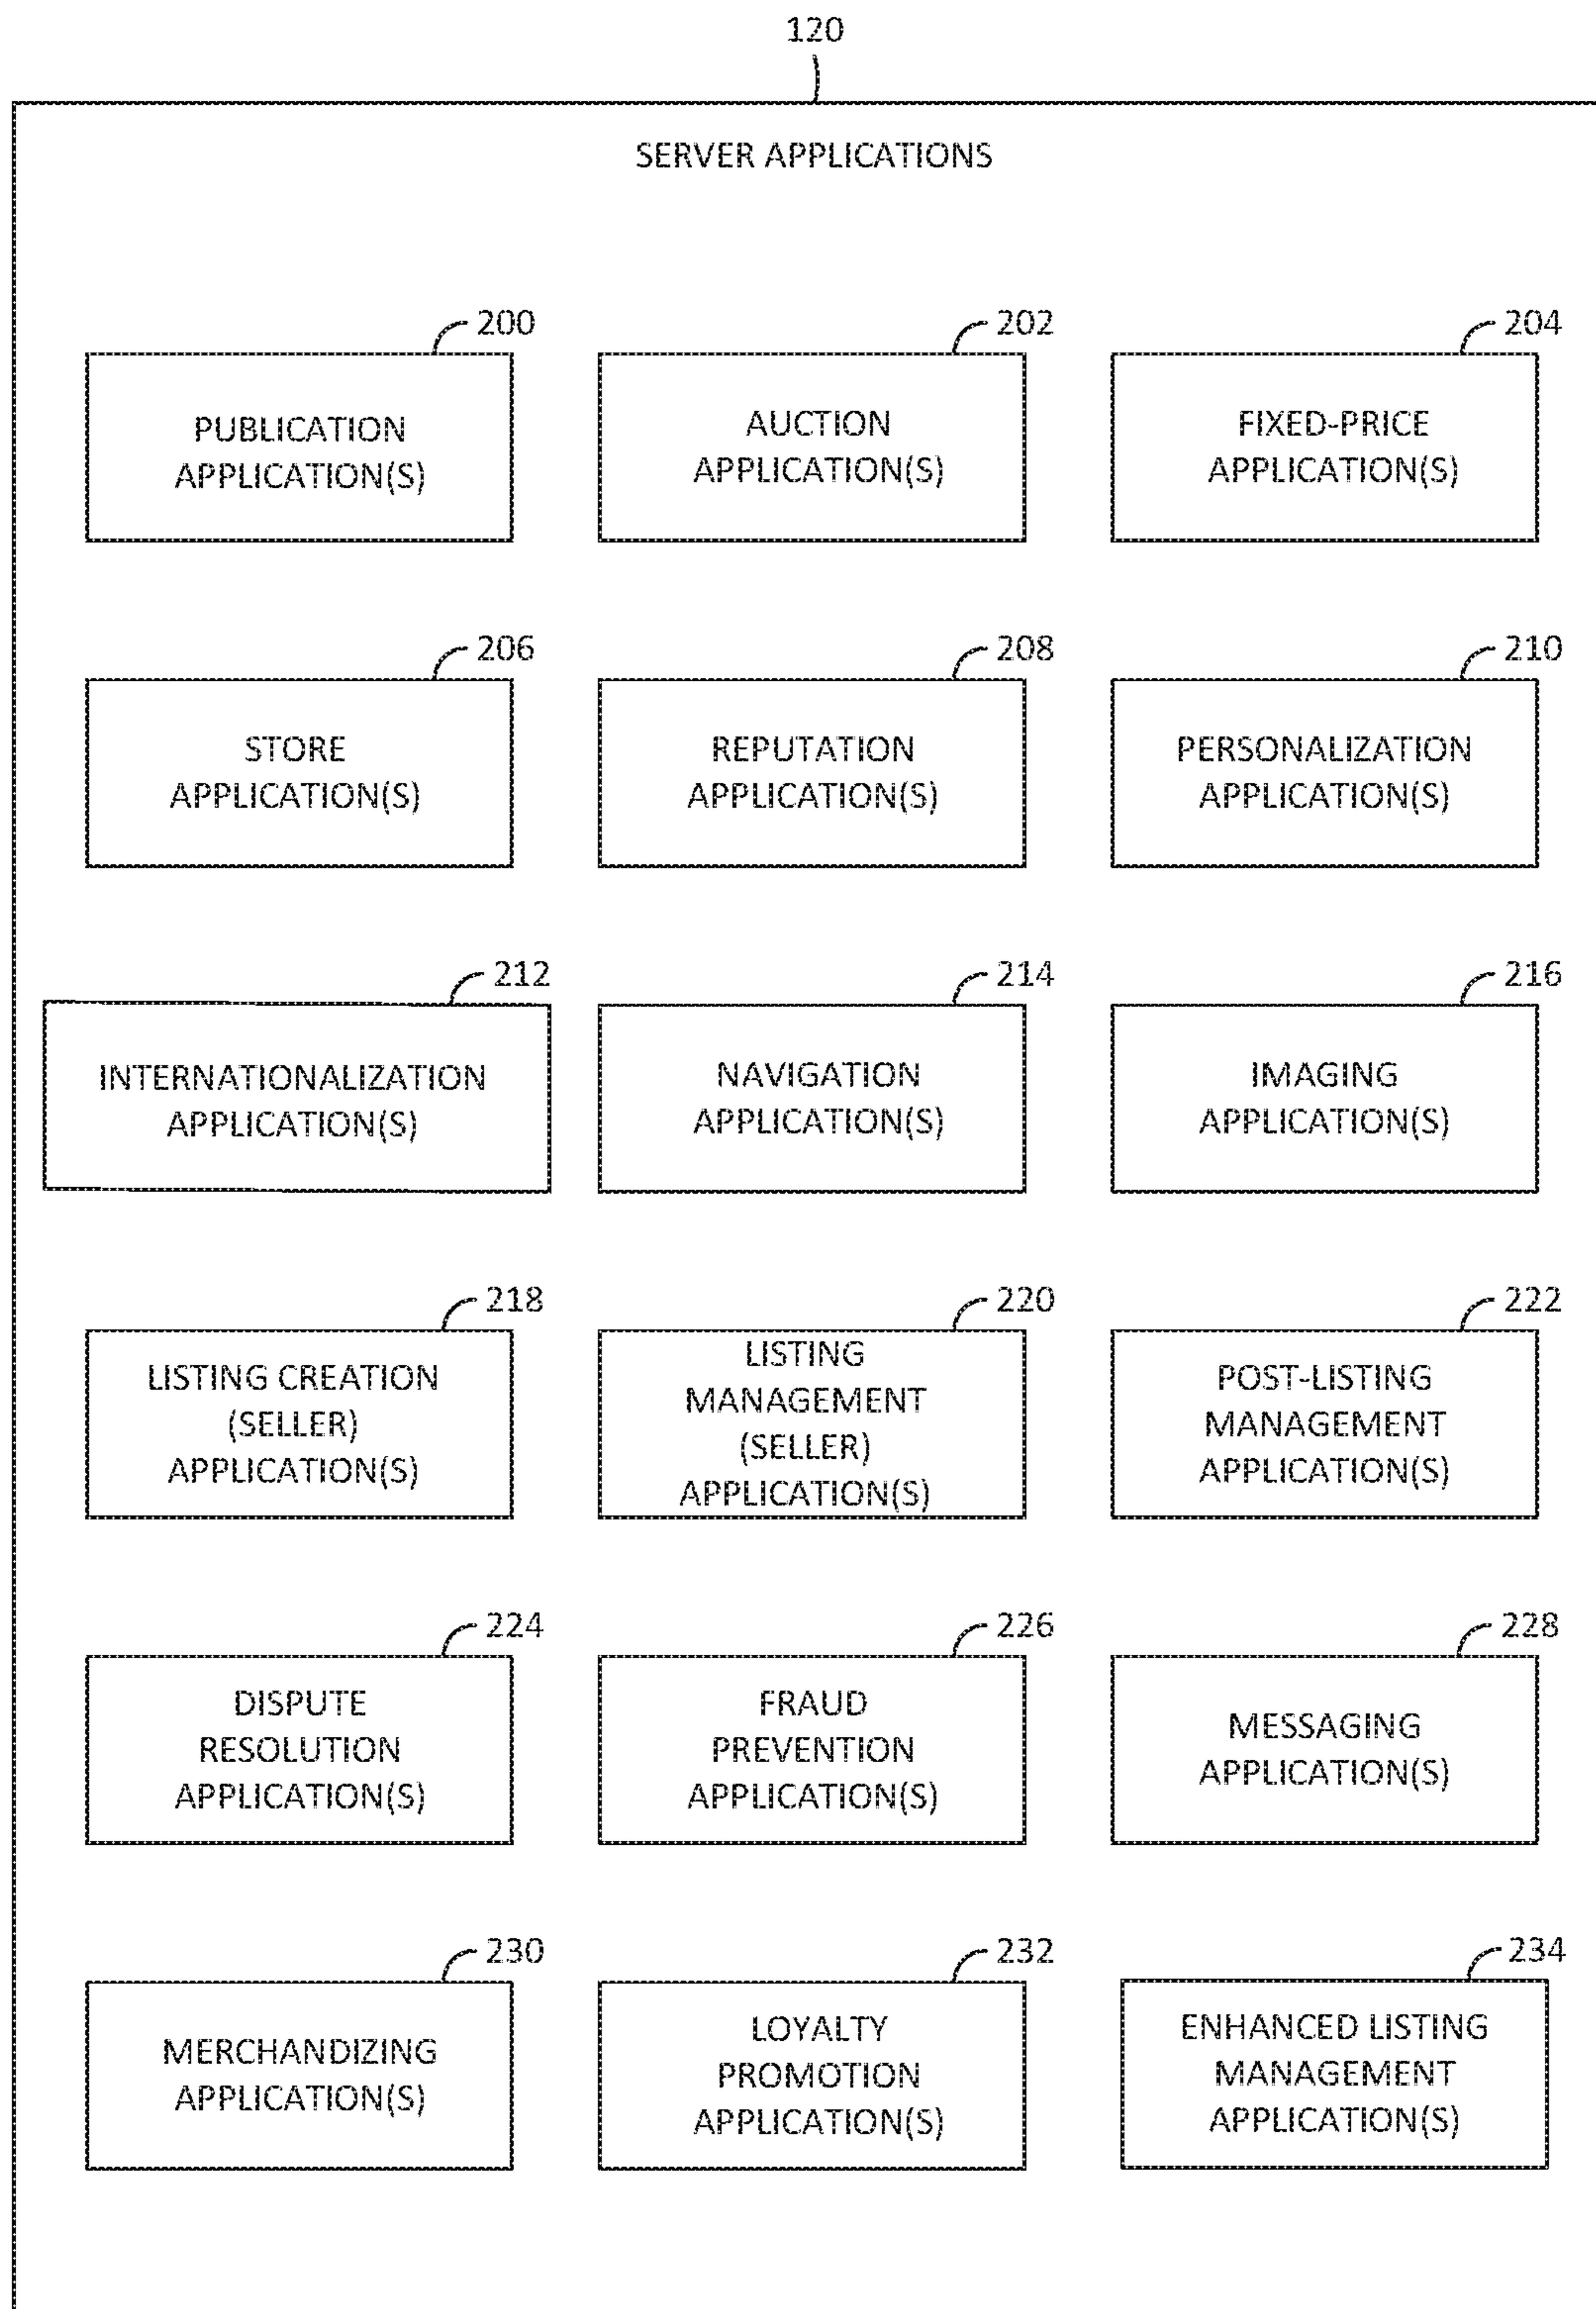 120
SERVER APPLICATIONS
200
PUBLICATION
APPLICATION(S)
202
AUCTION
APPLICATION(S)
204
FIXED-PRICE
APPLICATION(S)
206
STORE
APPLICATION(S)
208
REPUTATION
APPLICATION(S)
210
PERSONALIZATION
APPLICATION(S)
212
INTERNATIONALIZATION
APPLICATION(S)
214
NAVIGATION
APPLICATION(S)
216
IMAGING
APPLICATION(S)
218
LISTING CREATION
(SELLER)
APPLICATION(S)
220
LISTING
MANAGEMENT
(SELLER)
APPLICATION(S)
222
POST-LISTING
MANAGEMENT
APPLICATION(S)
224
DISPUTE
RESOLUTION
APPLICATION(S)
226
FRAUD
PREVENTION
APPLICATION(S)
228
MESSAGING
APPLICATION(S)
230
MERCHANDIZING
APPLICATION(S)
232
LOYALTY
PROMOTION
APPLICATION(S)
234
ENHANCED LISTING
MANAGEMENT
APPLICATION(S)